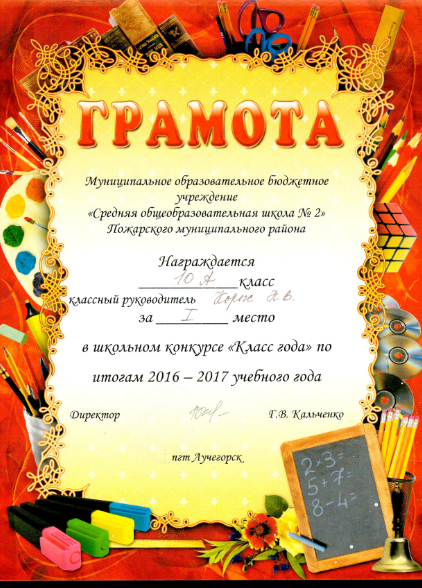 ГРАМОТА
Муниципальное образовательное бюджетное
учреждение
«Средняя общеобразовательная школа № 2»
Пожарского муниципального района
Награждается
10 А класс
классный руководитель Н.В.
за I место
в школьном конкурсе «Класс года» по
итогам 2016 – 2017 учебного года
Директор Г.В. Кальченко
пгт Лучегорск
2+3=
5+7=
8-4=